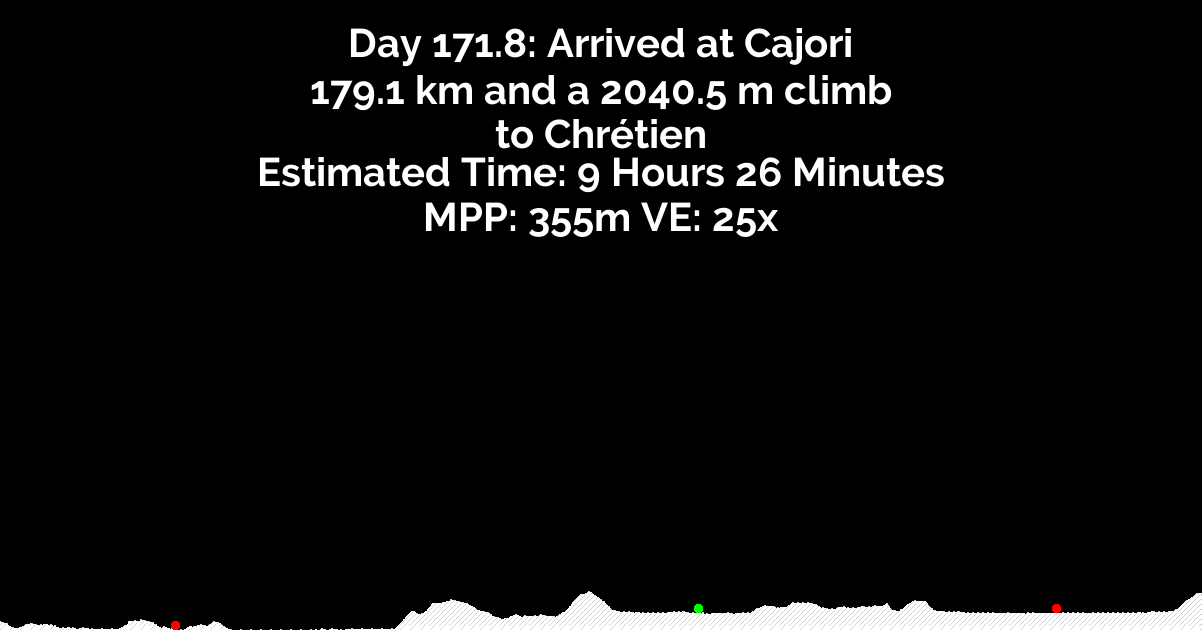 Day 171.8: Arrived at Cajori
179.1 km and a 2040.5 m climb
to Chrétien
Estimated Time: 9 Hours 26 Minutes
MPP: 355m VE: 25x